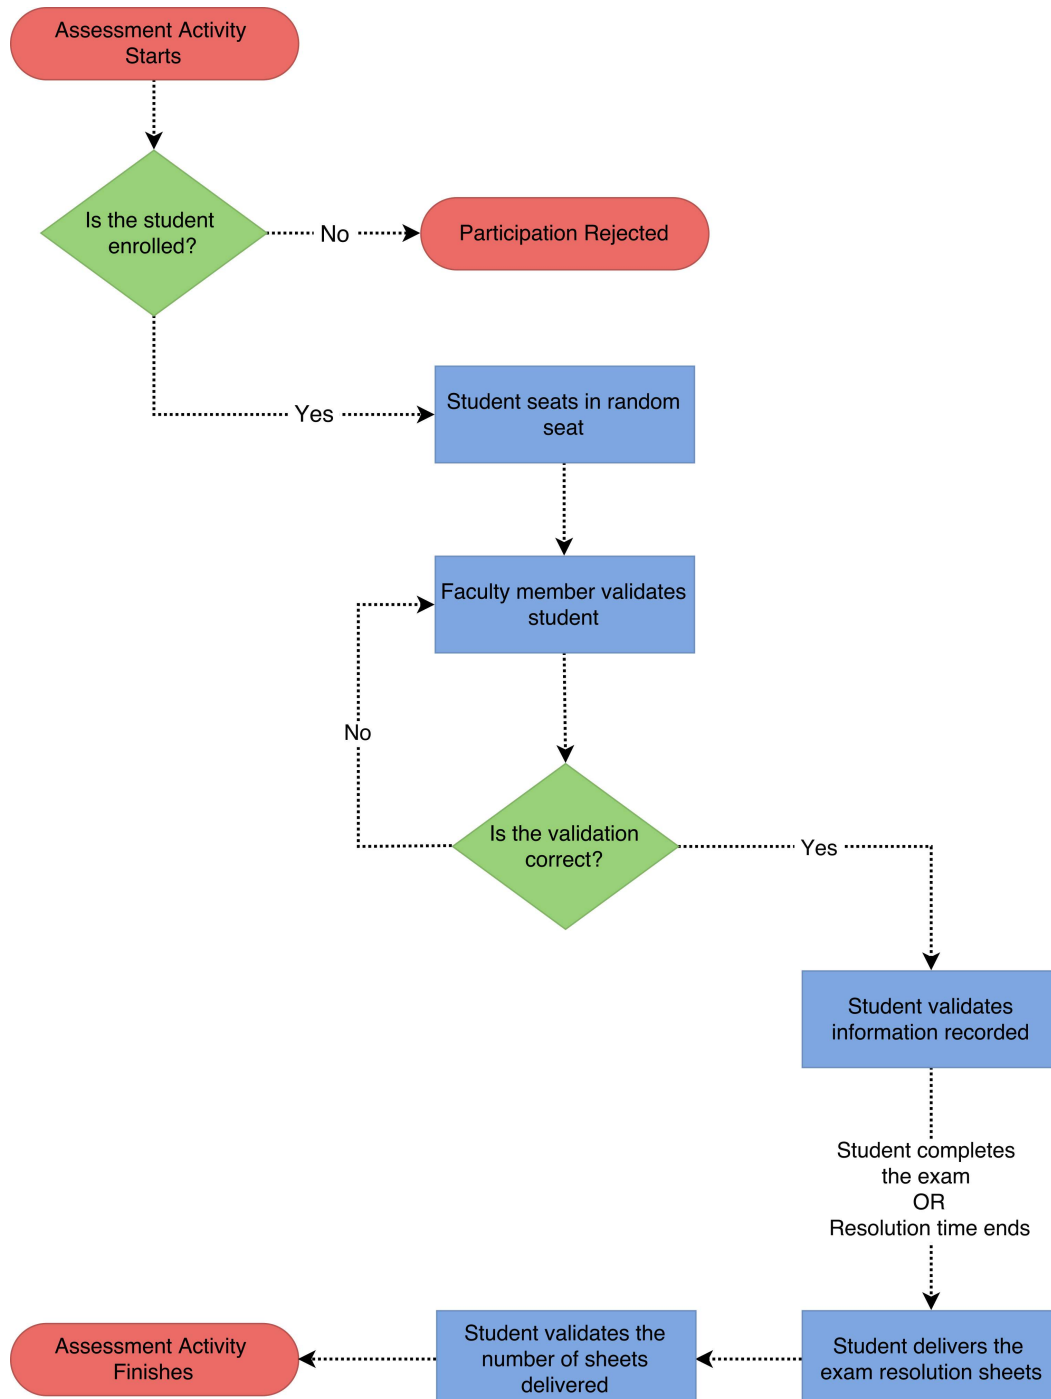 Assessment Activity
Starts
Is the student
enrolled?
No
Participation Rejected
Yes
Student seats in random
seat
Faculty member validates
student
No
Is the validation
correct?
Yes
Student validates
information recorded
Student completes
the exam
OR
Resolution time ends
Student delivers the
exam resolution sheets
Student validates the
number of sheets
delivered
Assessment Activity
Finishes